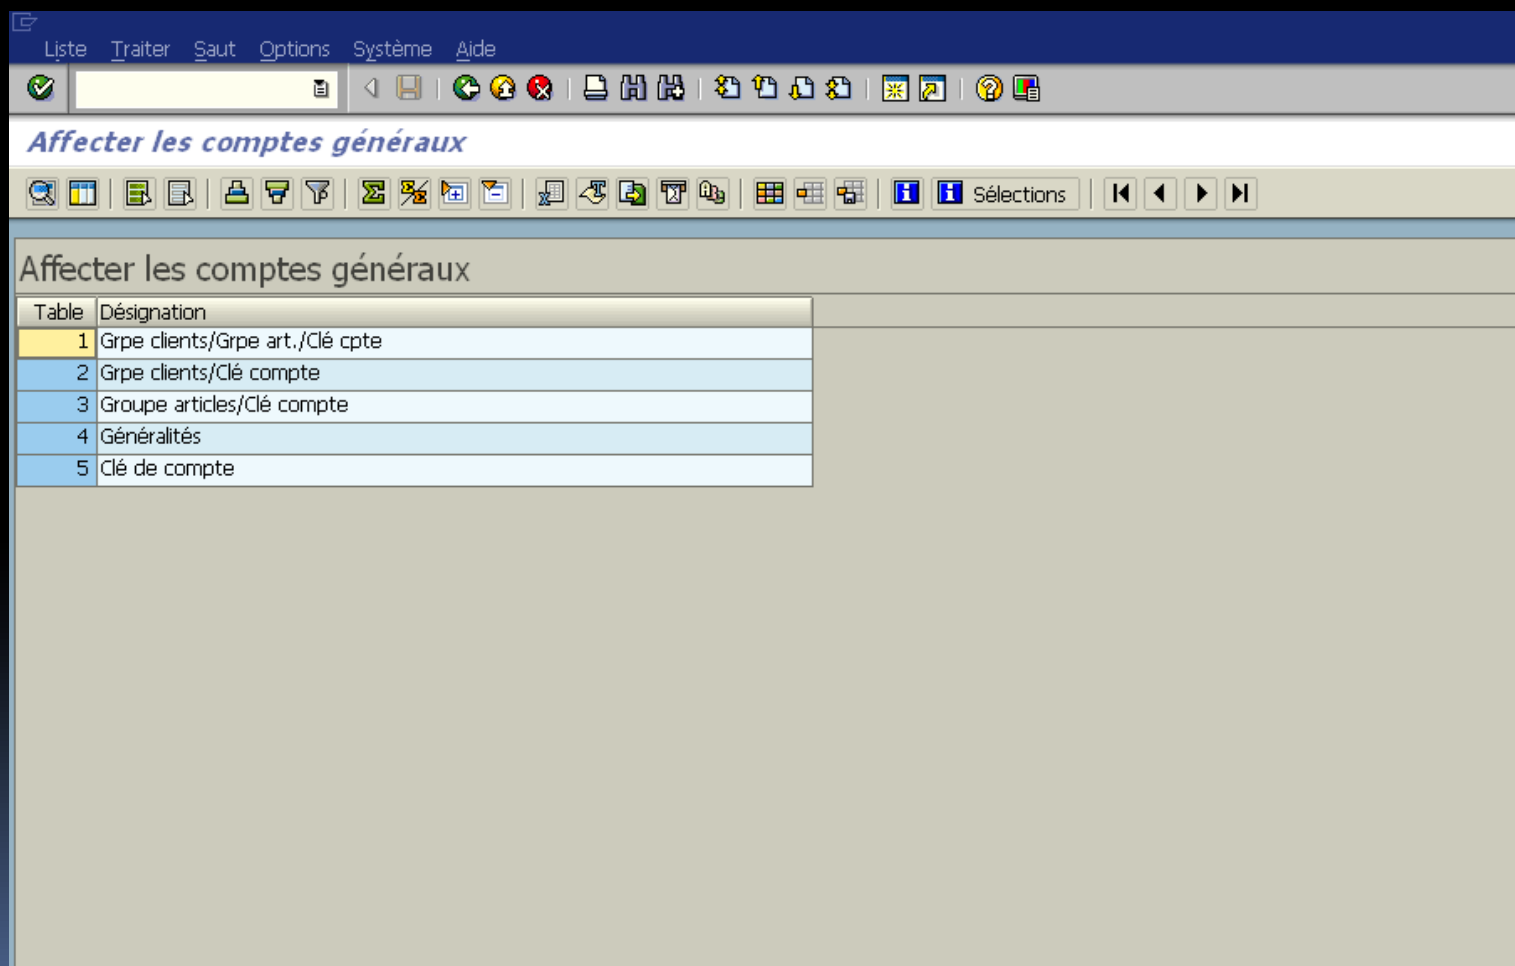 Liste Traiter Saut Options Système Aide
Affecter les comptes généraux
Sélections
Affecter les comptes généraux
Table Désignation
1 Grpe clients/Grpe art./Clé cpte
2 Grpe clients/Clé compte
3 Groupe articles/Clé compte
4 Généralités
5 Clé de compte